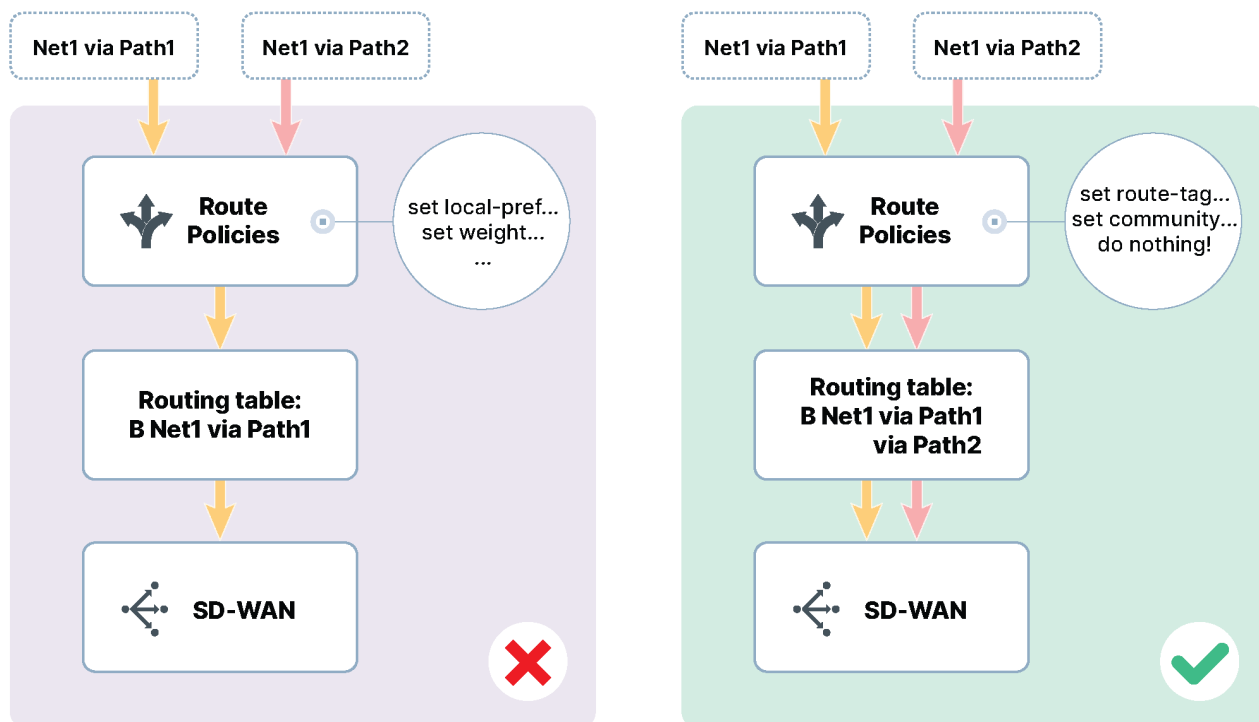 Net1 via Path1
Net1 via Path2
Route
Policies
set local-pref...
set weight...
...
Routing table:
B Net1 via Path1
SD-WAN
Net1 via Path1
Net1 via Path2
Route
Policies
set route-tag...
set community...
do nothing!
Routing table:
B Net1 via Path1
via Path2
SD-WAN